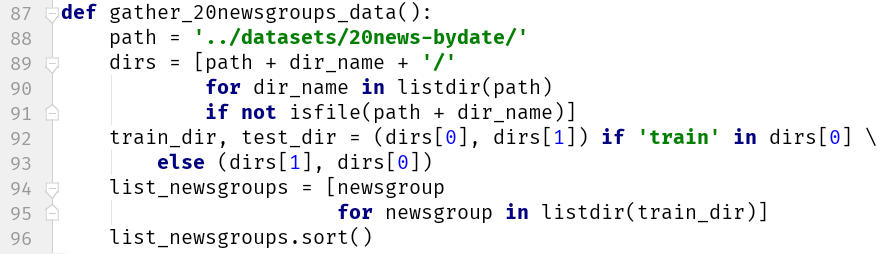 87 def gather_20newsgroups_data():
88     path = '../datasets/20news-bydate/'
89     dirs = [path + dir_name + '/'
90             for dir_name in listdir(path)
91             if not isfile(path + dir_name)]
92     train_dir, test_dir = (dirs[0], dirs[1]) if 'train' in dirs[0] \
93         else (dirs[1], dirs[0])
94     list_newsgroups = [newsgroup
95                        for newsgroup in listdir(train_dir)]
96     list_newsgroups.sort()